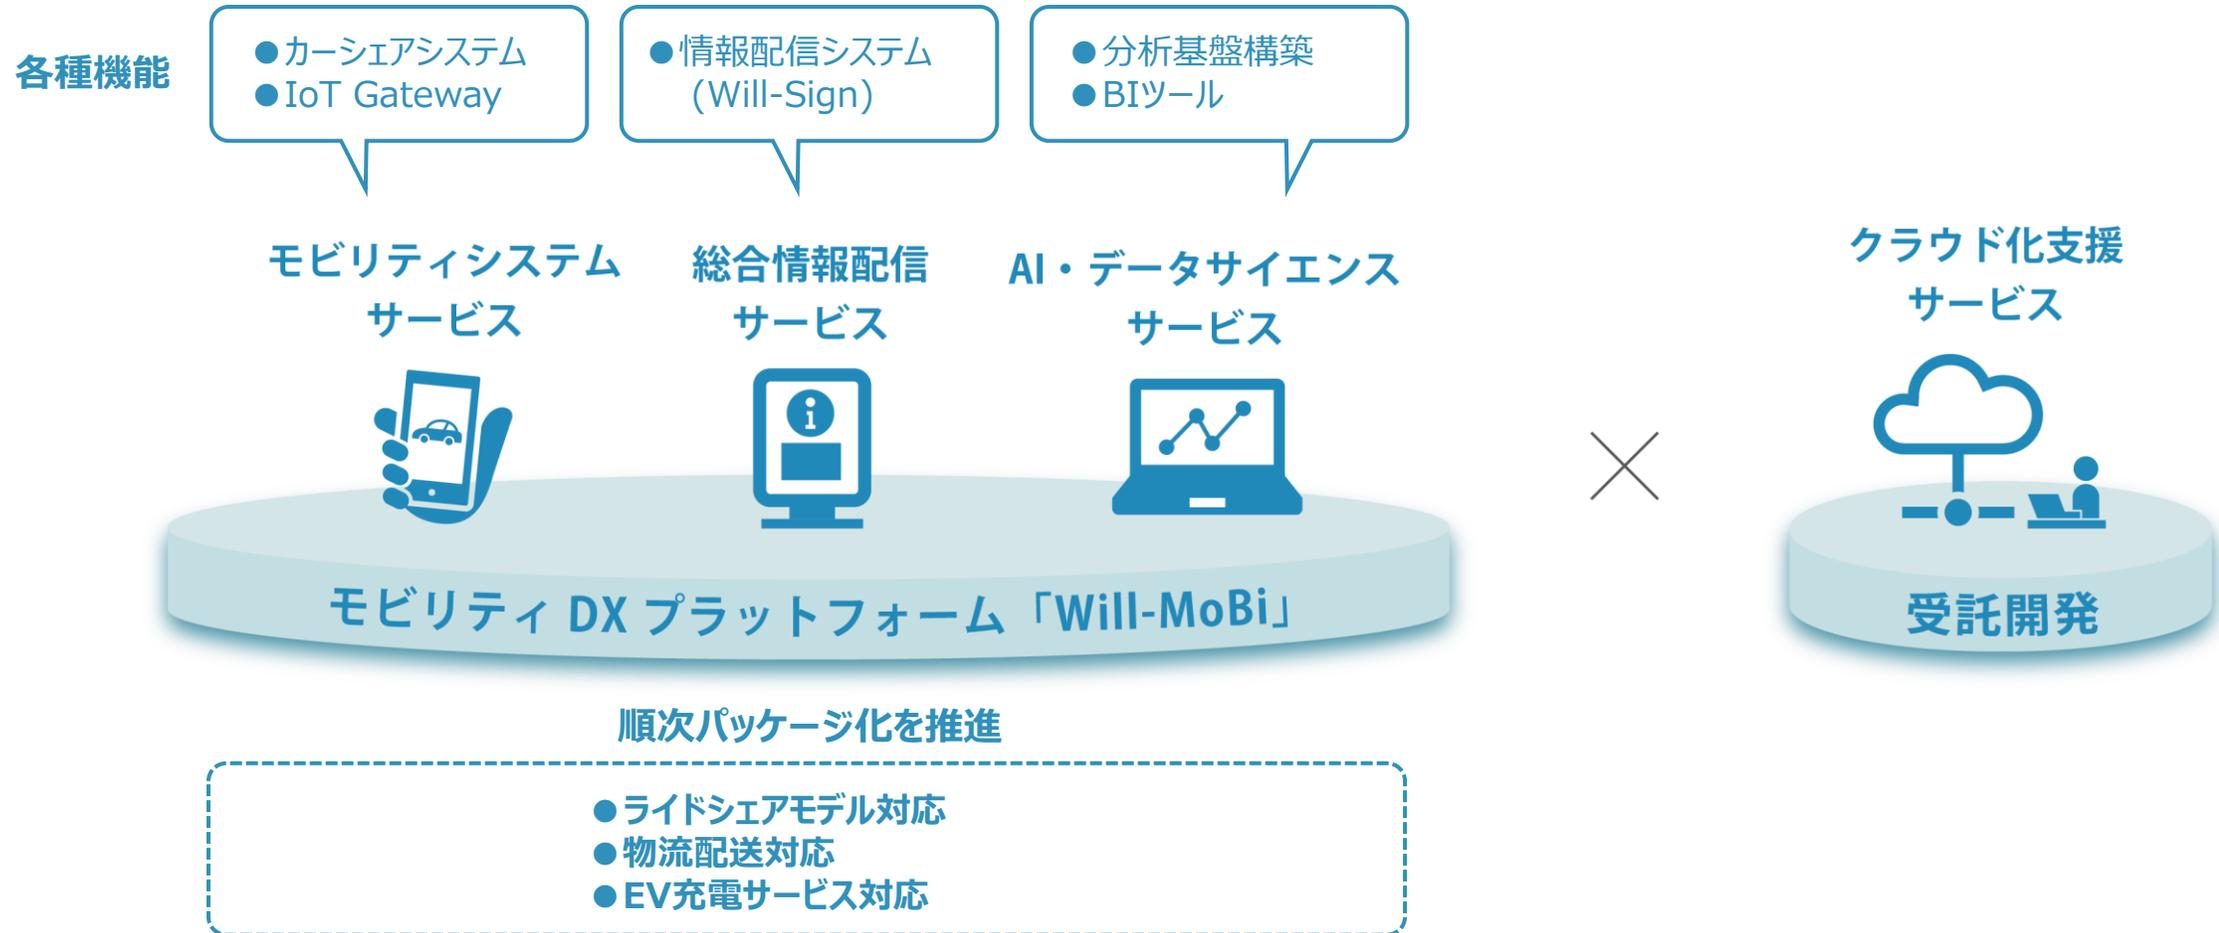 各種機能
●カーシェアシステム
●IoT Gateway
●情報配信システム
(Will-Sign)
●分析基盤構築
●BIツール
モビリティシステム
サービス
総合情報配信
サービス
AI・データサイエンス
サービス
クラウド化支援
サービス
モビリティ DX プラットフォーム「Will-MoBi」
受託開発
順次パッケージ化を推進
●ライドシェアモデル対応
●物流配送対応
●EV充電サービス対応